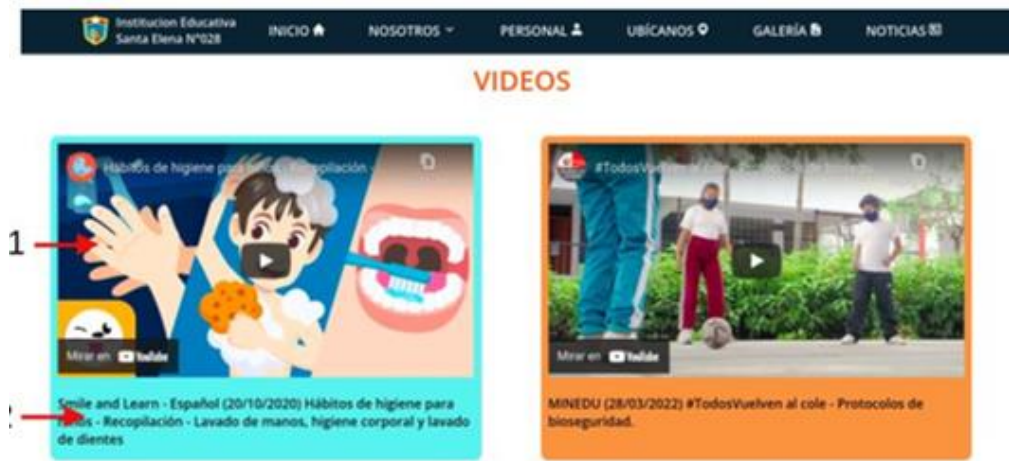 Institucion Educativa
Santa Elena N°028
INICIO
NOSOTROS
PERSONAL
UBÍCANOS
GALERÍA
NOTICIAS
VIDEOS
Hábitos de higiene para - Recopilación
#TodosVuelven al
1
Mirar en YouTube
Mirar en YouTube
Smile and Learn - Español (20/10/2020) Hábitos de higiene para
- Recopilación - Lavado de manos, higiene corporal y lavado
de dientes
MINEDU (28/03/2022) #TodosVuelven al cole - Protocolos de
bioseguridad.